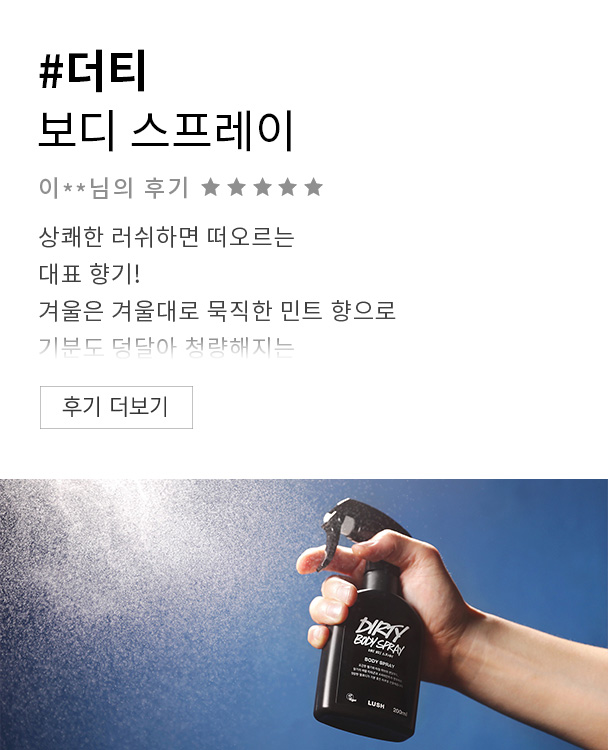 #더티
보디 스프레이
이**님의 후기 ★★★★★
상쾌한 러쉬하면 떠오르는
대표 향기!
겨울은 겨울대로 묵직한 민트 향으로
기분도 덩달아 청량해지는
후기 더보기
DIRTY
BODY SPRAY
BODY SPRAY
LUSH
200ml